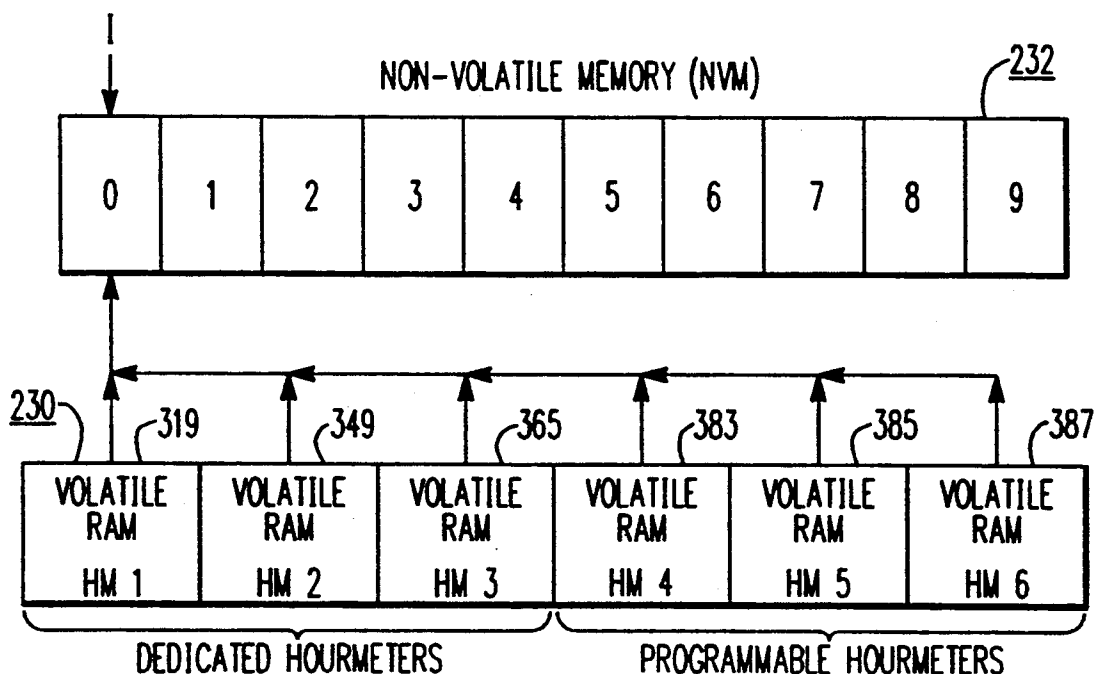 I
NON-VOLATILE MEMORY (NVM)
232
0 1 2 3 4 5 6 7 8 9
230 319 349 365 383 385 387
VOLATILE VOLATILE VOLATILE VOLATILE VOLATILE VOLATILE
RAM RAM RAM RAM RAM RAM
HM 1 HM 2 HM 3 HM 4 HM 5 HM 6
DEDICATED HOURMETERS PROGRAMMABLE HOURMETERS